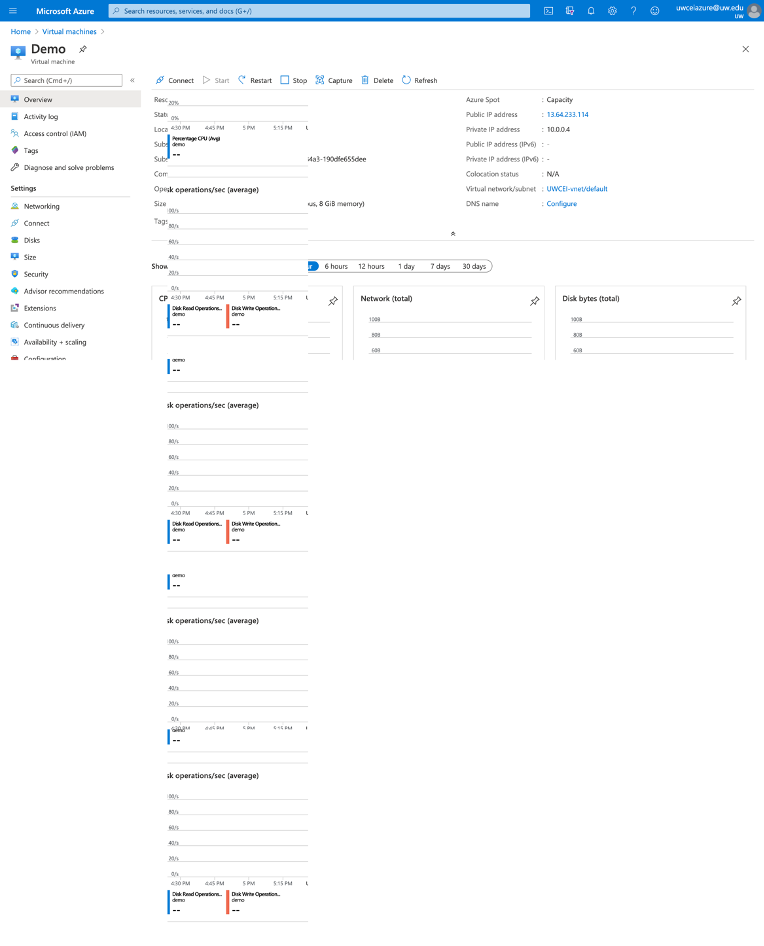 Microsoft Azure
Search resources, services, and docs (G+/)
uwceiazure@uw.edu
UW
Home > Virtual machines >
Demo
Virtual machine
Search (Cmd+/)
«
Connect Start Restart Stop Capture Delete Refresh
Overview
Activity log
Access control (IAM)
Tags
Diagnose and solve problems
Settings
Networking
Connect
Disks
Size
Security
Advisor recommendations
Extensions
Continuous delivery
Availability + scaling
Configuration
Azure Spot : Capacity
Public IP address : 13.64.233.114
Private IP address : 10.0.0.4
Public IP address (IPv6) : -
Private IP address (IPv6) : -
Colocation status : N/A
Virtual network/subnet : UWCEI-vnet/default
DNS name : Configure
20%
0%
4:30 PM 4:45 PM 5 PM 5:15 PM
Percentage CPU (Avg)
demo
--
4a3-190dfe655dee
sk operations/sec (average)
Size
us, 8 GiB memory)
Tags
00/s
80/s
60/s
40/s
20/s
0/s
6 hours 12 hours 1 day 7 days 30 days
4:30 PM 4:45 PM 5 PM 5:15 PM
Disk Read Operations... Disk Write Operation...
demo demo
-- --
Network (total)
100B
80B
60B
Disk bytes (total)
100B
80B
60B
demo
--
sk operations/sec (average)
00/s
80/s
60/s
40/s
20/s
0/s
4:30 PM 4:45 PM 5 PM 5:15 PM
Disk Read Operations... Disk Write Operation...
demo demo
-- --
demo
--
sk operations/sec (average)
00/s
80/s
60/s
40/s
20/s
0/s
4:30 PM 4:45 PM 5 PM 5:15 PM
demo
--
sk operations/sec (average)
00/s
80/s
60/s
40/s
20/s
0/s
4:30 PM 4:45 PM 5 PM 5:15 PM
Disk Read Operations... Disk Write Operation...
demo demo
-- --